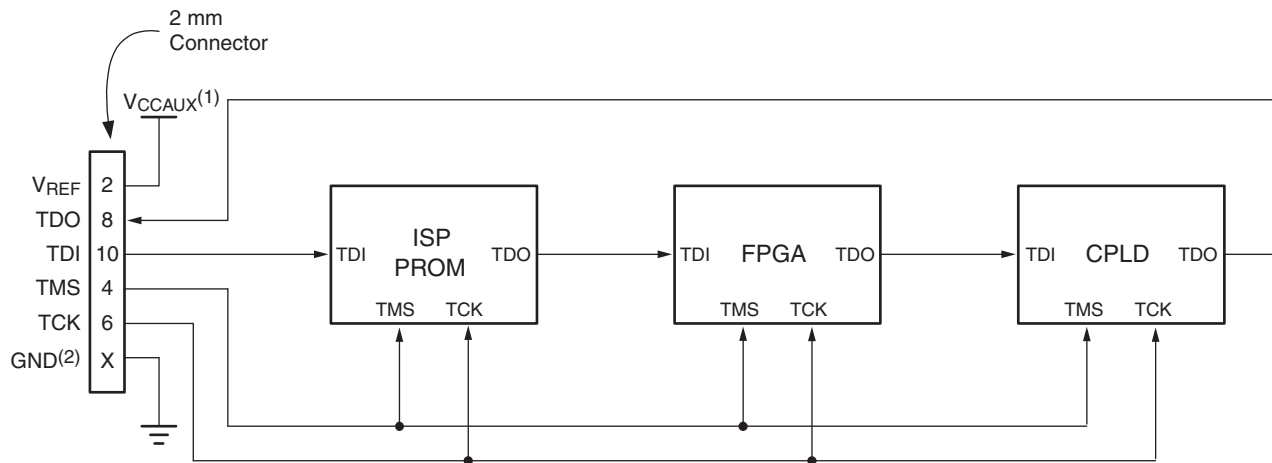 2 mm
Connector
VCCAUX(1)
VREF 2
TDO 8
TDI 10
TMS 4
TCK 6
GND(2) X
TDI ISP PROM TDO
TMS TCK
TDI FPGA TDO
TMS TCK
TDI CPLD TDO
TMS TCK